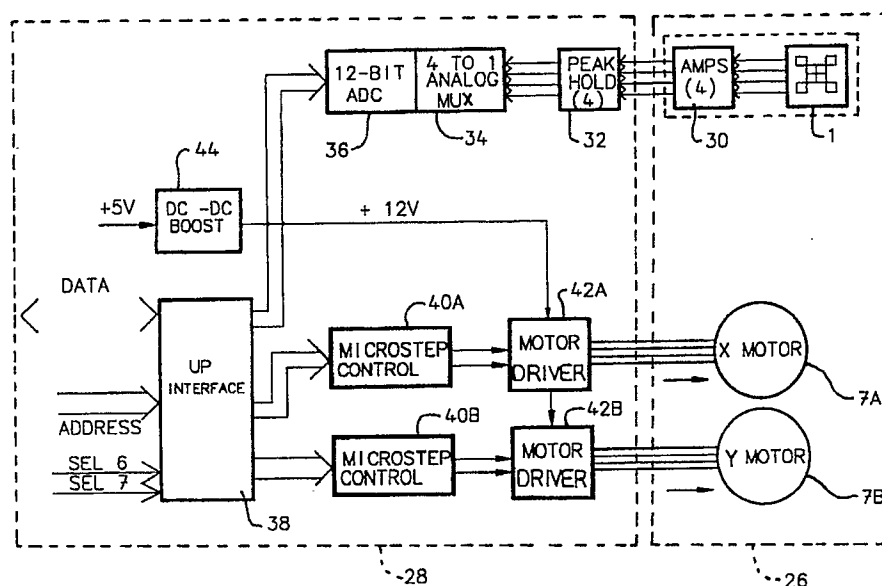 12-BIT
ADC
4 TO 1
ANALOG
MUX
PEAK
HOLD
(4)
AMPS
(4)
36
34
32
30
1
44
+5V
DC -DC
BOOST
+ 12V
DATA
40A
42A
UP
INTERFACE
MICROSTEP
CONTROL
MOTOR
DRIVER
X MOTOR
7A
ADDRESS
40B
42B
SEL 6
SEL 7
MICROSTEP
CONTROL
MOTOR
DRIVER
Y MOTOR
7B
38
28
26